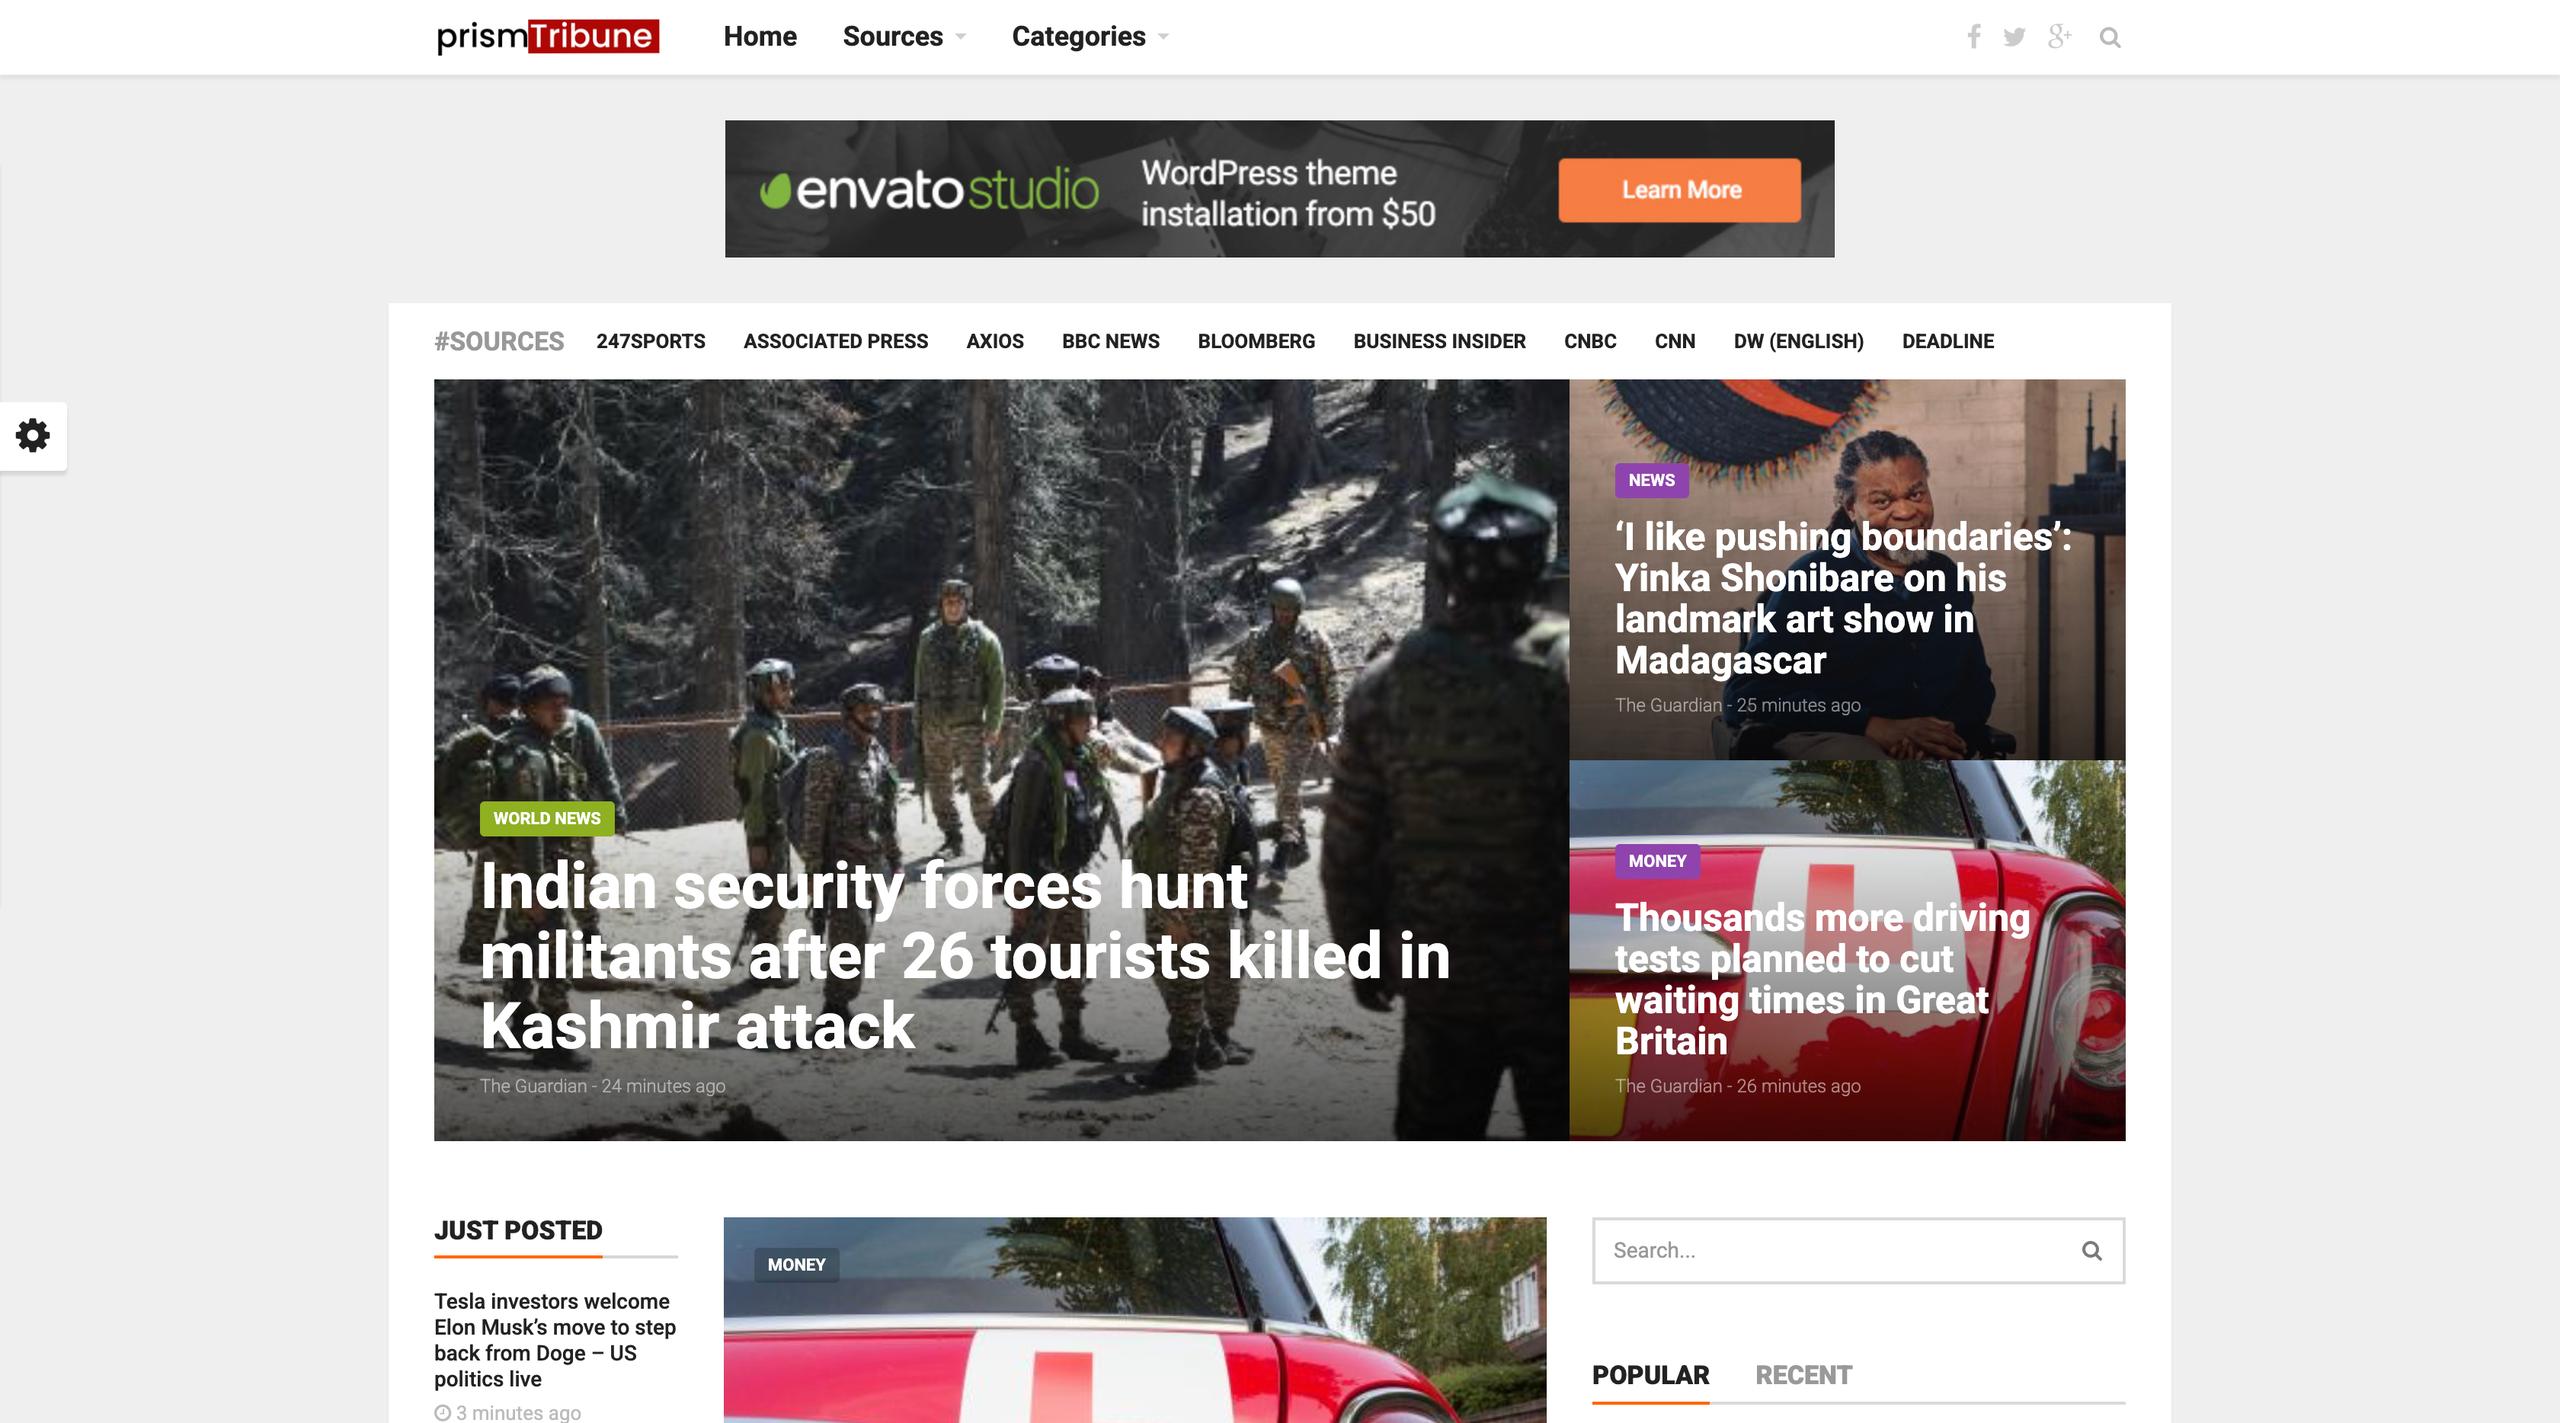 prismTribune
Home
Sources
Categories
envato studio
WordPress theme
installation from $50
Learn More
#SOURCES 247SPORTS ASSOCIATED PRESS AXIOS BBC NEWS BLOOMBERG BUSINESS INSIDER CNBC CNN DW (ENGLISH) DEADLINE
WORLD NEWS
Indian security forces hunt
militants after 26 tourists killed in
Kashmir attack
The Guardian - 24 minutes ago
NEWS
‘I like pushing boundaries’:
Yinka Shonibare on his
landmark art show in
Madagascar
The Guardian - 25 minutes ago
MONEY
Thousands more driving
tests planned to cut
waiting times in Great
Britain
The Guardian - 26 minutes ago
JUST POSTED
Tesla investors welcome
Elon Musk’s move to step
back from Doge – US
politics live
3 minutes ago
MONEY
Search...
POPULAR
RECENT